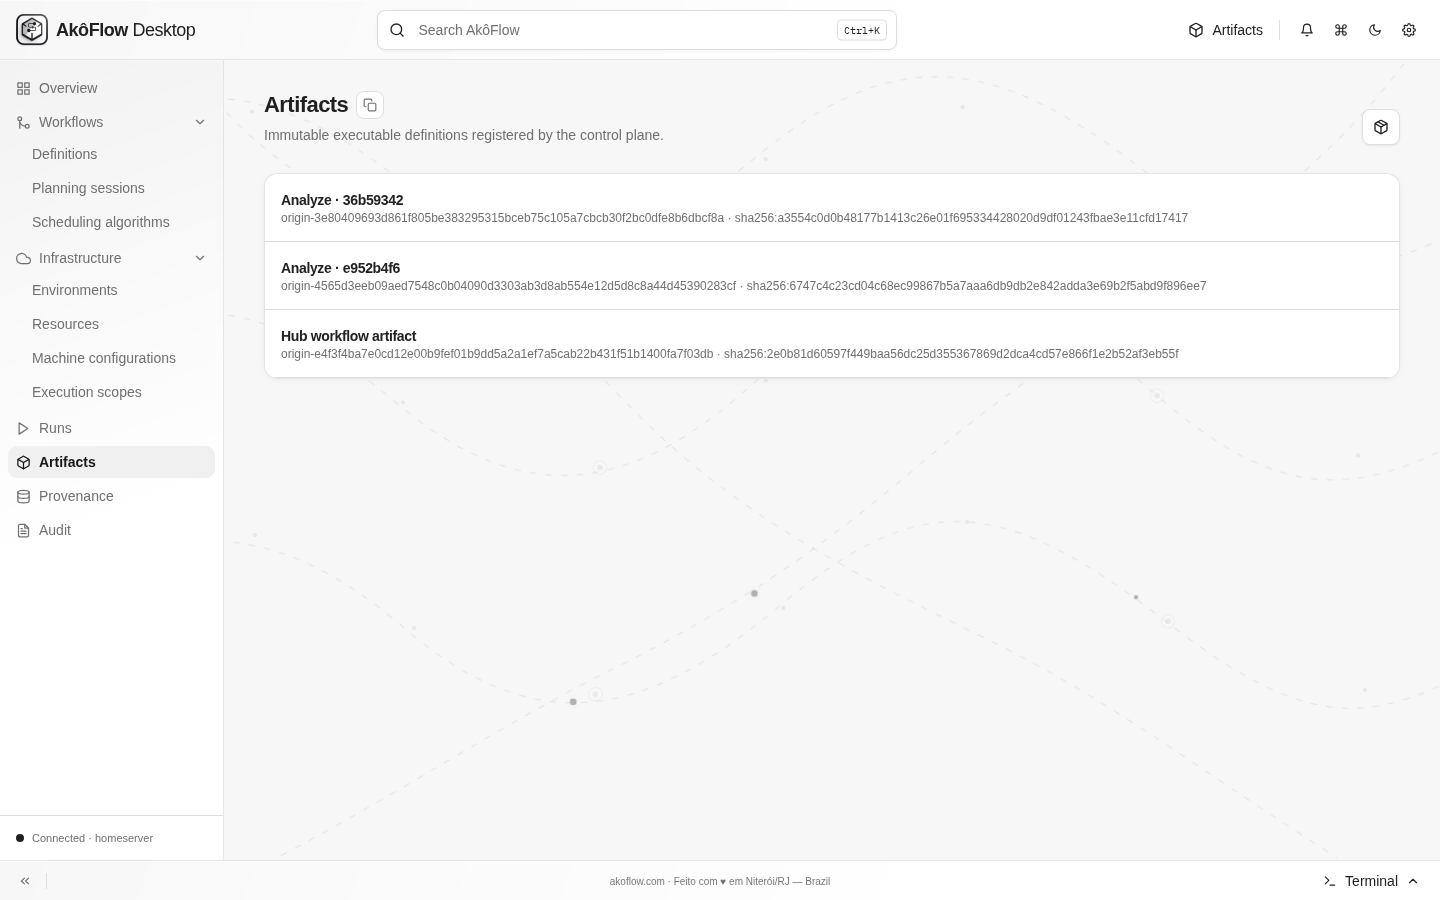 AkôFlow Desktop
Search AkôFlow
Ctrl+K
Artifacts
Overview
Workflows
Definitions
Planning sessions
Scheduling algorithms
Infrastructure
Environments
Resources
Machine configurations
Execution scopes
Runs
Artifacts
Provenance
Audit
Connected · homeserver
Artifacts
Immutable executable definitions registered by the control plane.
Analyze · 36b59342
origin-3e80409693d861f805be383295315bceb75c105a7cbcb30f2bc0dfe8b6dbcf8a · sha256:a3554c0d0b48177b1413c26e01f695334428020d9df01243fbae3e11cfd17417
Analyze · e952b4f6
origin-4565d3eeb09aed7548c0b04090d3303ab3d8ab554e12d5d8c8a44d45390283cf · sha256:6747c4c23cd04c68ec99867b5a7aaa6db9db2e842adda3e69b2f5abd9f896ee7
Hub workflow artifact
origin-e4f3f4ba7e0cd12e00b9fef01b9dd5a2a1ef7a5cab22b431f51b1400fa7f03db · sha256:2e0b81d60597f449baa56dc25d355367869d2dca4cd57e866f1e2b52af3eb55f
akoflow.com · Feito com ♥ em Niterói/RJ — Brazil
Terminal